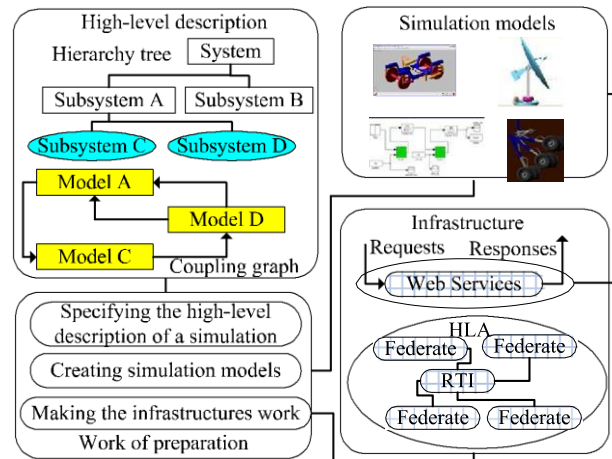 High-level description
Hierarchy tree
System
Subsystem A
Subsystem B
Subsystem C
Subsystem D
Model A
Model D
Model C
Coupling graph
Specifying the high-level
description of a simulation
Creating simulation models
Making the infrastructures work
Work of preparation
Simulation models
Infrastructure
Requests
Responses
Web Services
HLA
Federate
Federate
RTI
Federate
Federate